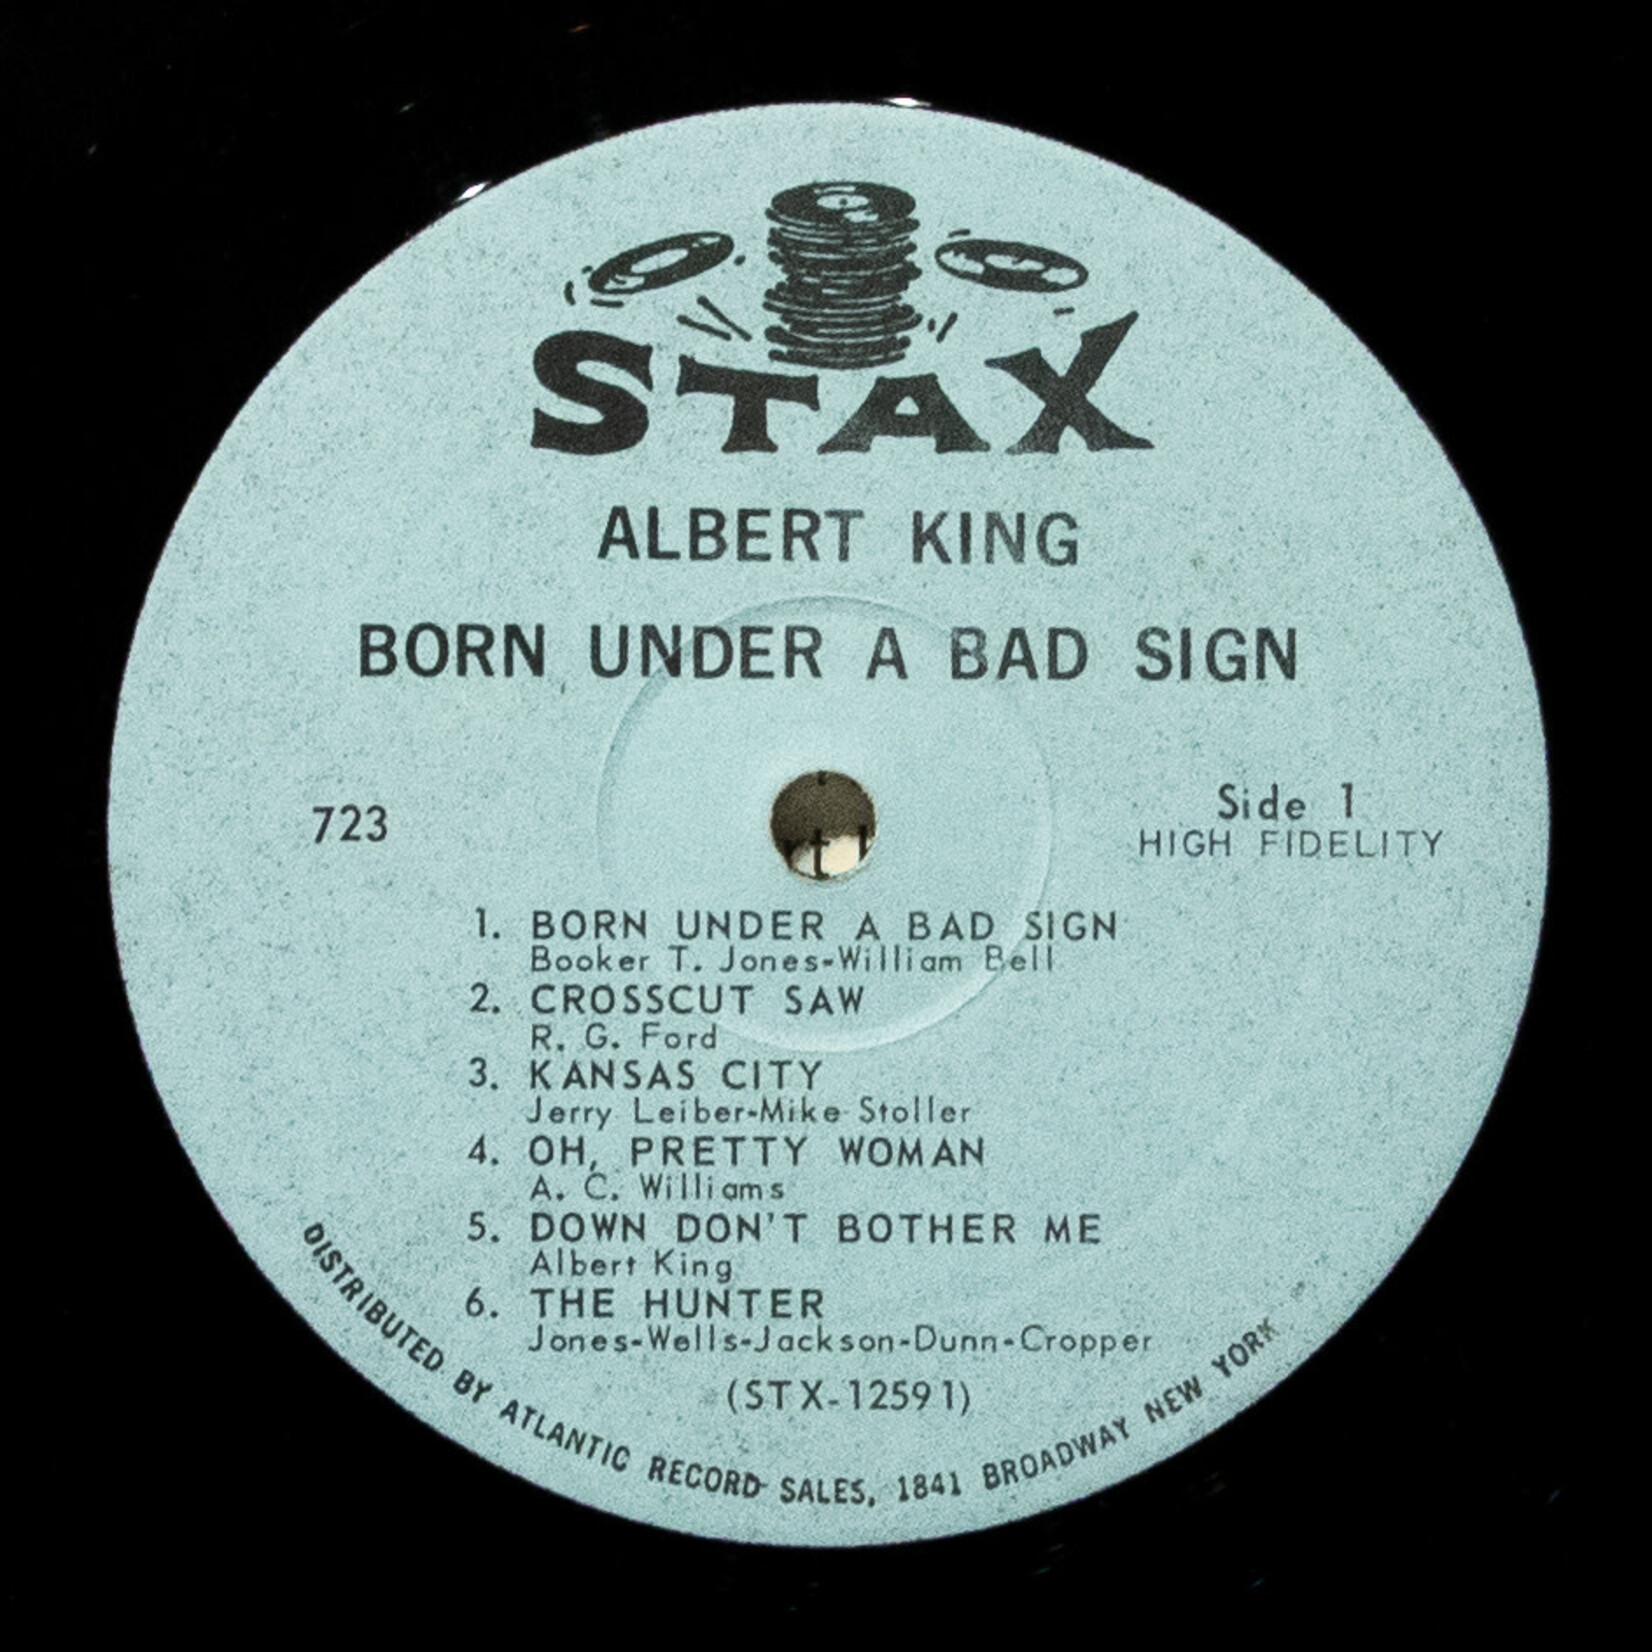 STAX
ALBERT KING
BORN UNDER A BAD SIGN
723
Side 1
HIGH FIDELITY
1. BORN UNDER A BAD SIGN
Booker T. Jones-William Bell
2. CROSSCUT SAW
R. G. Ford
3. KANSAS CITY
Jerry Leiber-Mike Stoller
4. OH, PRETTY WOMAN
A. C. Williams
5. DOWN DON'T BOTHER ME
Albert King
6. THE HUNTER
Jones-Wells-Jackson-Dunn-Cropper
(STX-12591)
DISTRIBUTED BY ATLANTIC RECORD SALES, 1841 BROADWAY NEW YORK